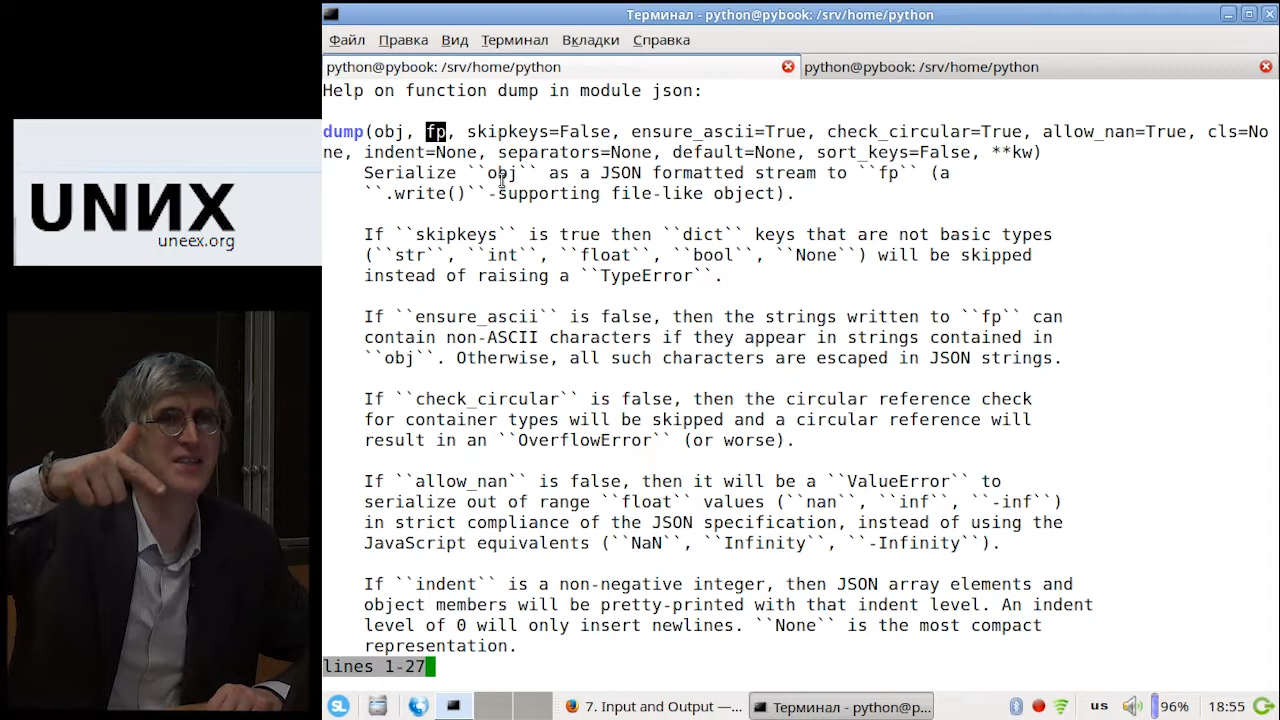 UNИX
uneex.org
Терминал - python@pybook: /srv/home/python
Файл Правка Вид Терминал Вкладки Справка
python@pybook: /srv/home/python python@pybook: /srv/home/python
Help on function dump in module json:
dump(obj, fp, skipkeys=False, ensure_ascii=True, check_circular=True, allow_nan=True, cls=No
ne, indent=None, separators=None, default=None, sort_keys=False, **kw)
Serialize ``obj`` as a JSON formatted stream to ``fp`` (a
``.write()``-supporting file-like object).
If ``skipkeys`` is true then ``dict`` keys that are not basic types
(``str``, ``int``, ``float``, ``bool``, ``None``) will be skipped
instead of raising a ``TypeError``.
If ``ensure_ascii`` is false, then the strings written to ``fp`` can
contain non-ASCII characters if they appear in strings contained in
``obj``. Otherwise, all such characters are escaped in JSON strings.
If ``check_circular`` is false, then the circular reference check
for container types will be skipped and a circular reference will
result in an ``OverflowError`` (or worse).
If ``allow_nan`` is false, then it will be a ``ValueError`` to
serialize out of range ``float`` values (``nan``, ``inf``, ``-inf``)
in strict compliance of the JSON specification, instead of using the
JavaScript equivalents (``NaN``, ``Infinity``, ``-Infinity``).
If ``indent`` is a non-negative integer, then JSON array elements and
object members will be pretty-printed with that indent level. An indent
level of 0 will only insert newlines. ``None`` is the most compact
representation.
lines 1-27
7. Input and Output —... Терминал - python@p... us 96% 18:55